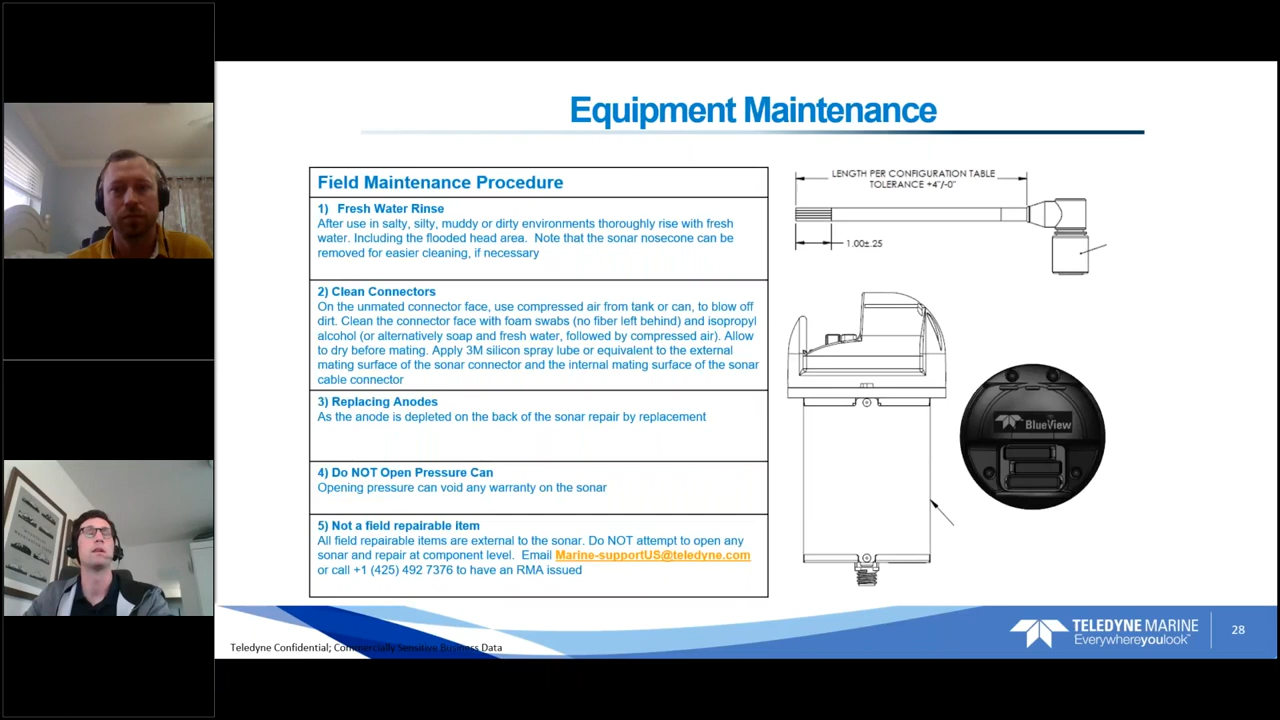 Equipment Maintenance
Field Maintenance Procedure
1) Fresh Water Rinse
After use in salty, silty, muddy or dirty environments thoroughly rise with fresh
water. Including the flooded head area. Note that the sonar nosecone can be
removed for easier cleaning, if necessary
2) Clean Connectors
On the unmated connector face, use compressed air from tank or can, to blow off
dirt. Clean the connector face with foam swabs (no fiber left behind) and isopropyl
alcohol (or alternatively soap and fresh water, followed by compressed air). Allow
to dry before mating. Apply 3M silicon spray lube or equivalent to the external
mating surface of the sonar connector and the internal mating surface of the sonar
cable connector
3) Replacing Anodes
As the anode is depleted on the back of the sonar repair by replacement
4) Do NOT Open Pressure Can
Opening pressure can void any warranty on the sonar
5) Not a field repairable item
All field repairable items are external to the sonar. Do NOT attempt to open any
sonar and repair at component level. Email Marine-supportUS@teledyne.com
or call +1 (425) 492 7376 to have an RMA issued
LENGTH PER CONFIGURATION TABLE
TOLERANCE +4"/-0"
1.00±.25
BlueView
Teledyne Confidential; Commercially Sensitive Business Data
TELEDYNE MARINE
Everywhereyoulook™
28